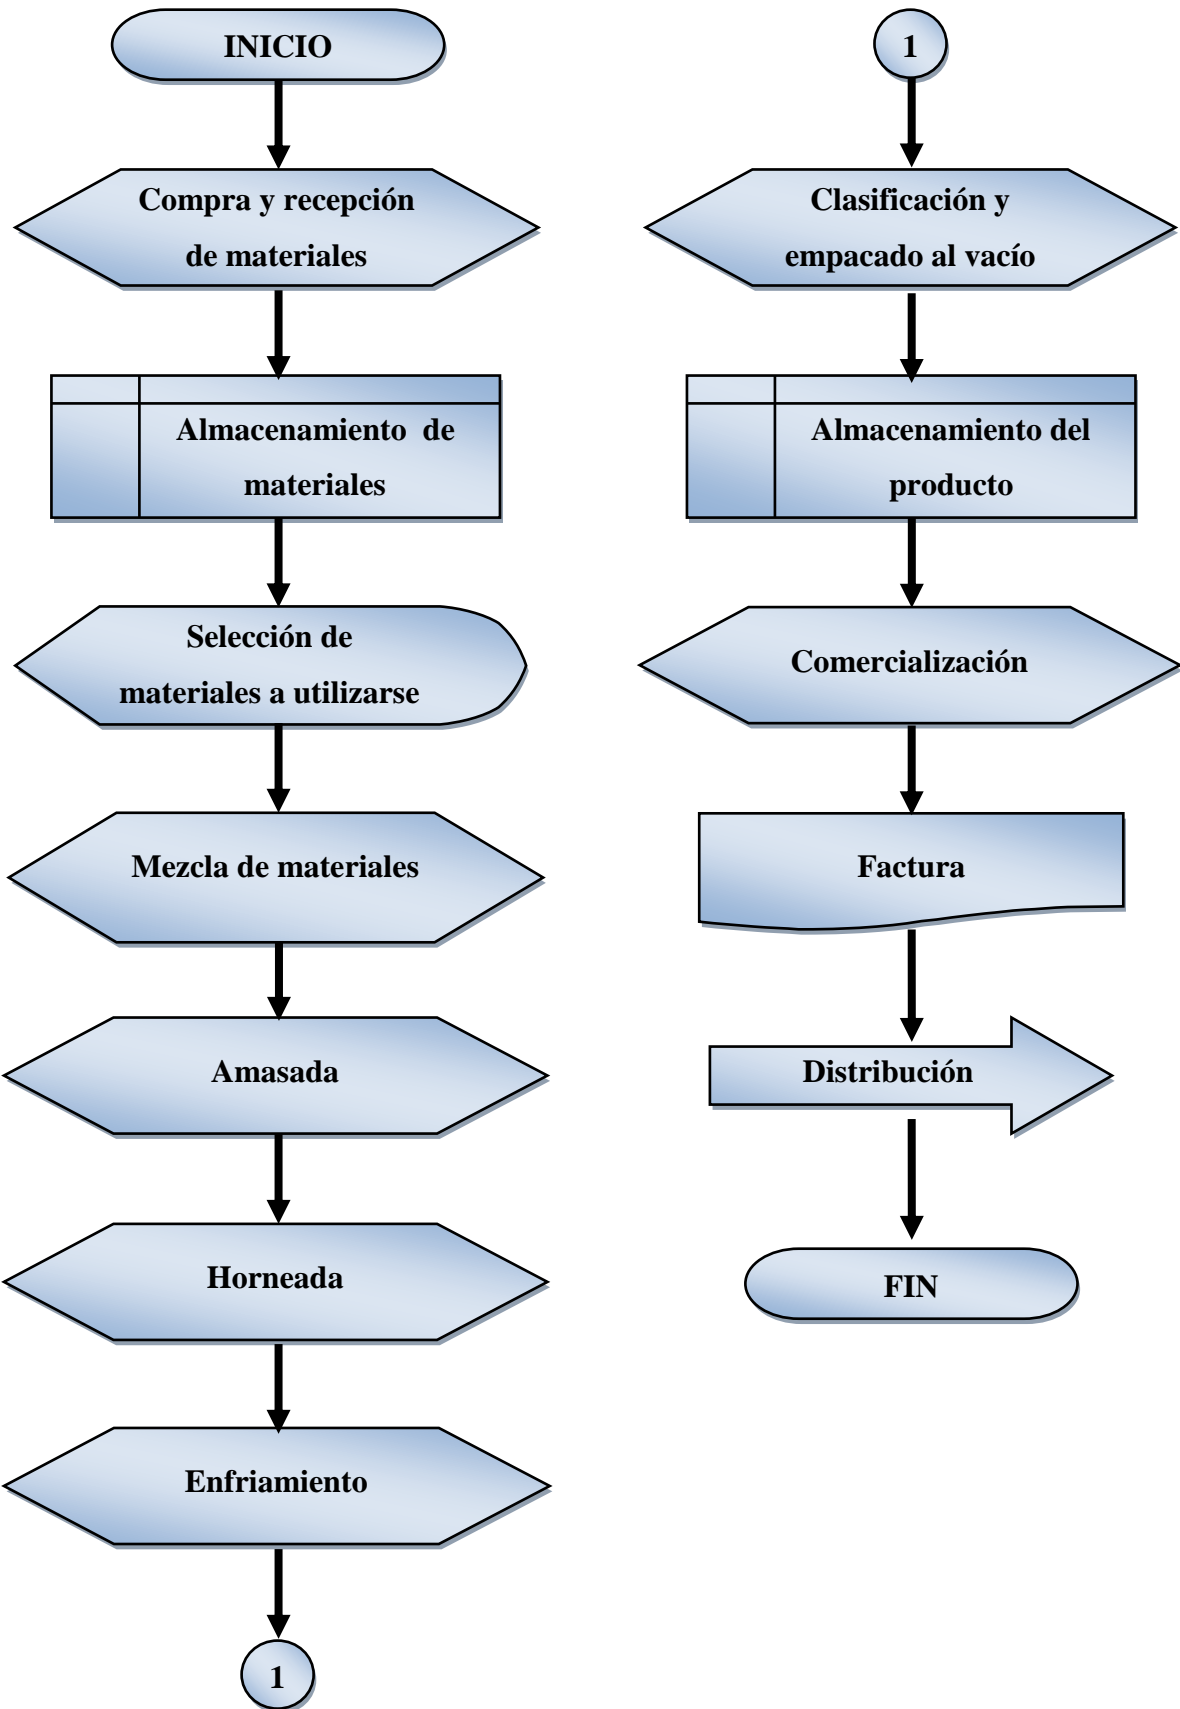 INICIO
Compra y recepción
de materiales
Almacenamiento de
materiales
Selección de
materiales a utilizarse
Mezcla de materiales
Amasada
Horneada
Enfriamiento
1
1
Clasificación y
empacado al vacío
Almacenamiento del
producto
Comercialización
Factura
Distribución
FIN